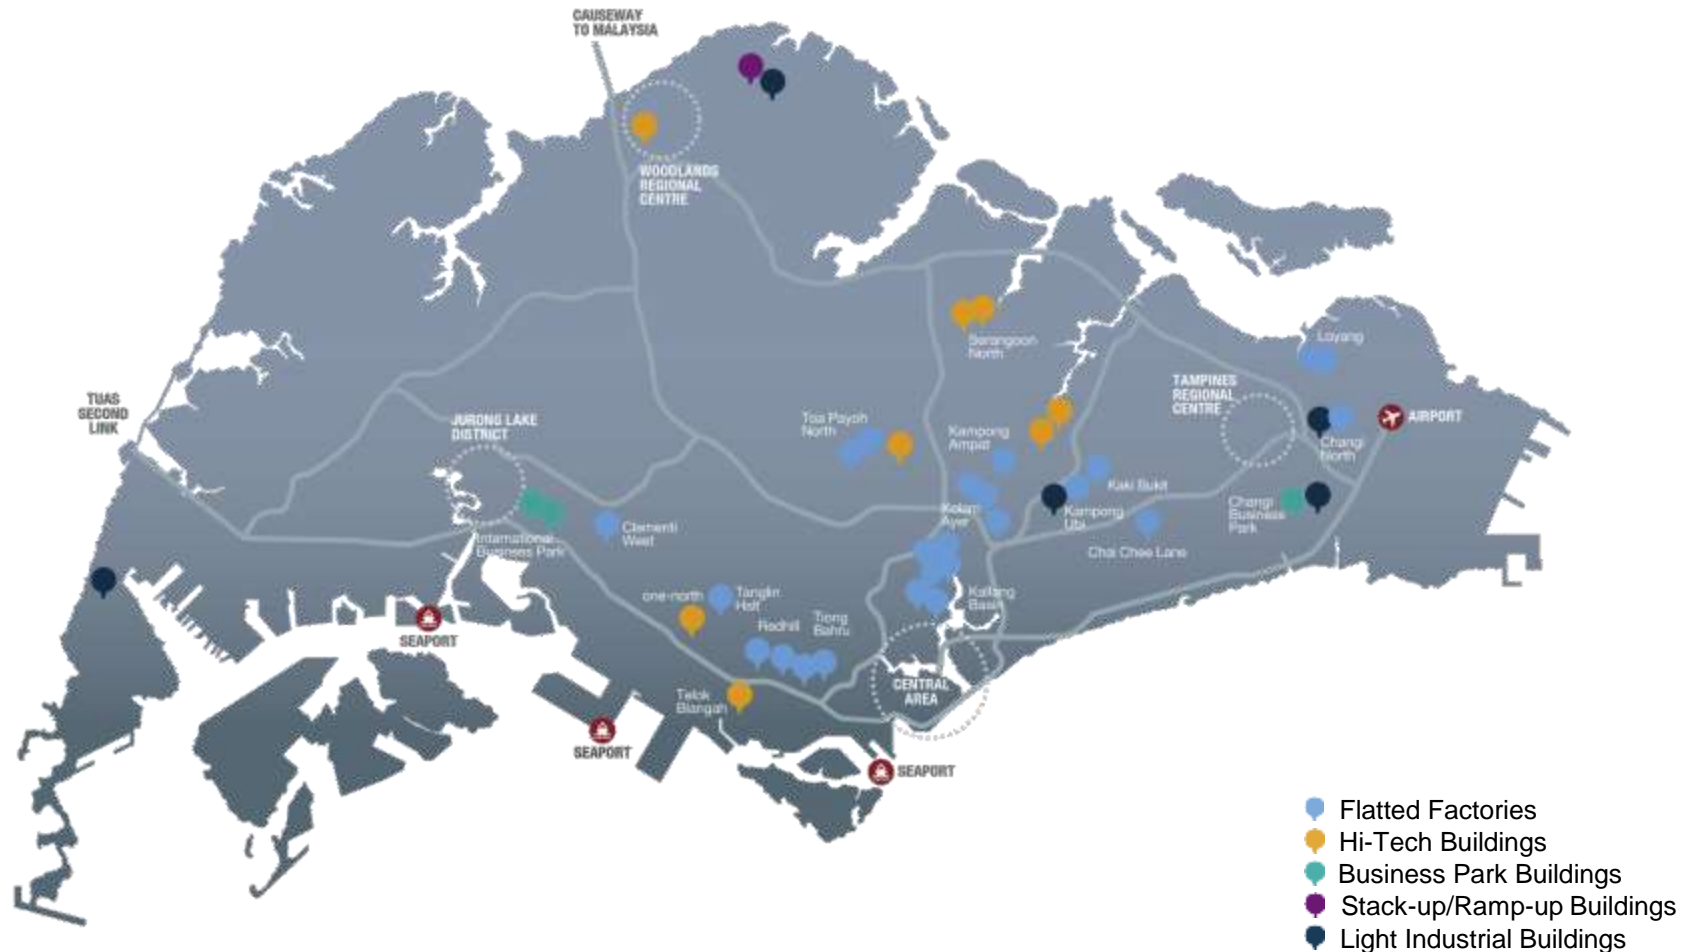 CAUSEWAY
TO MALAYSIA
WOODLANDS
REGIONAL
CENTRE
Serangoon
North
Loyang
TAMPINES
REGIONAL
CENTRE
TUAS
SECOND
LINK
JURONG LAKE
DISTRICT
Toa Payoh
North
Kampong
Ampat
AIRPORT
Changi
North
Kaki Bukit
Changi
Business
Park
Kolam
Ayer
Kampong
Ubi
Clementi
West
International
Business Park
Chai Chee Lane
one-north
Tanglin
Halt
Kallang
Basin
Redhill
Tiong
Bahru
SEAPORT
Telok
Blangah
CENTRAL
AREA
SEAPORT
SEAPORT
Flatted Factories
Hi-Tech Buildings
Business Park Buildings
Stack-up/Ramp-up Buildings
Light Industrial Buildings